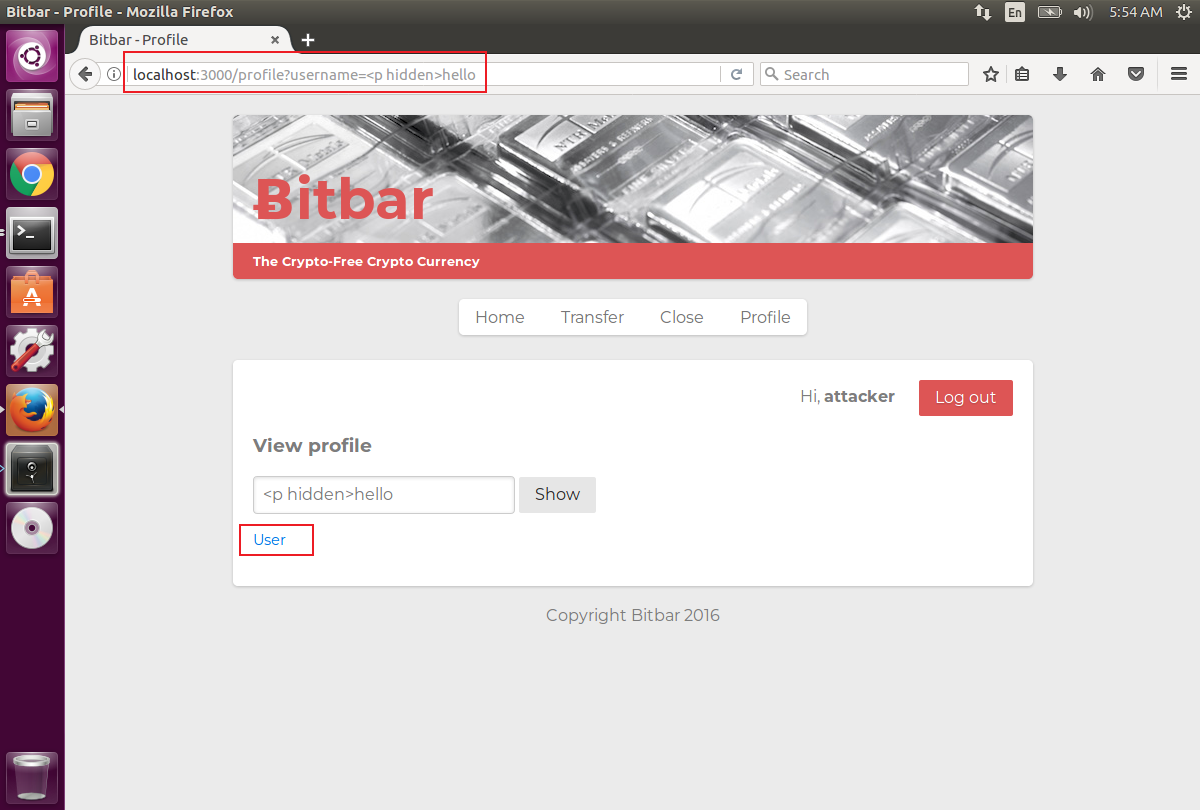 Bitbar - Profile - Mozilla Firefox
En
5:54 AM
Bitbar - Profile
localhost:3000/profile?username=<p hidden>hello
Search
Ƀitbar
The Crypto-Free Crypto Currency
Home Transfer Close Profile
Hi, attacker Log out
View profile
<p hidden>hello Show
User
Copyright Bitbar 2016